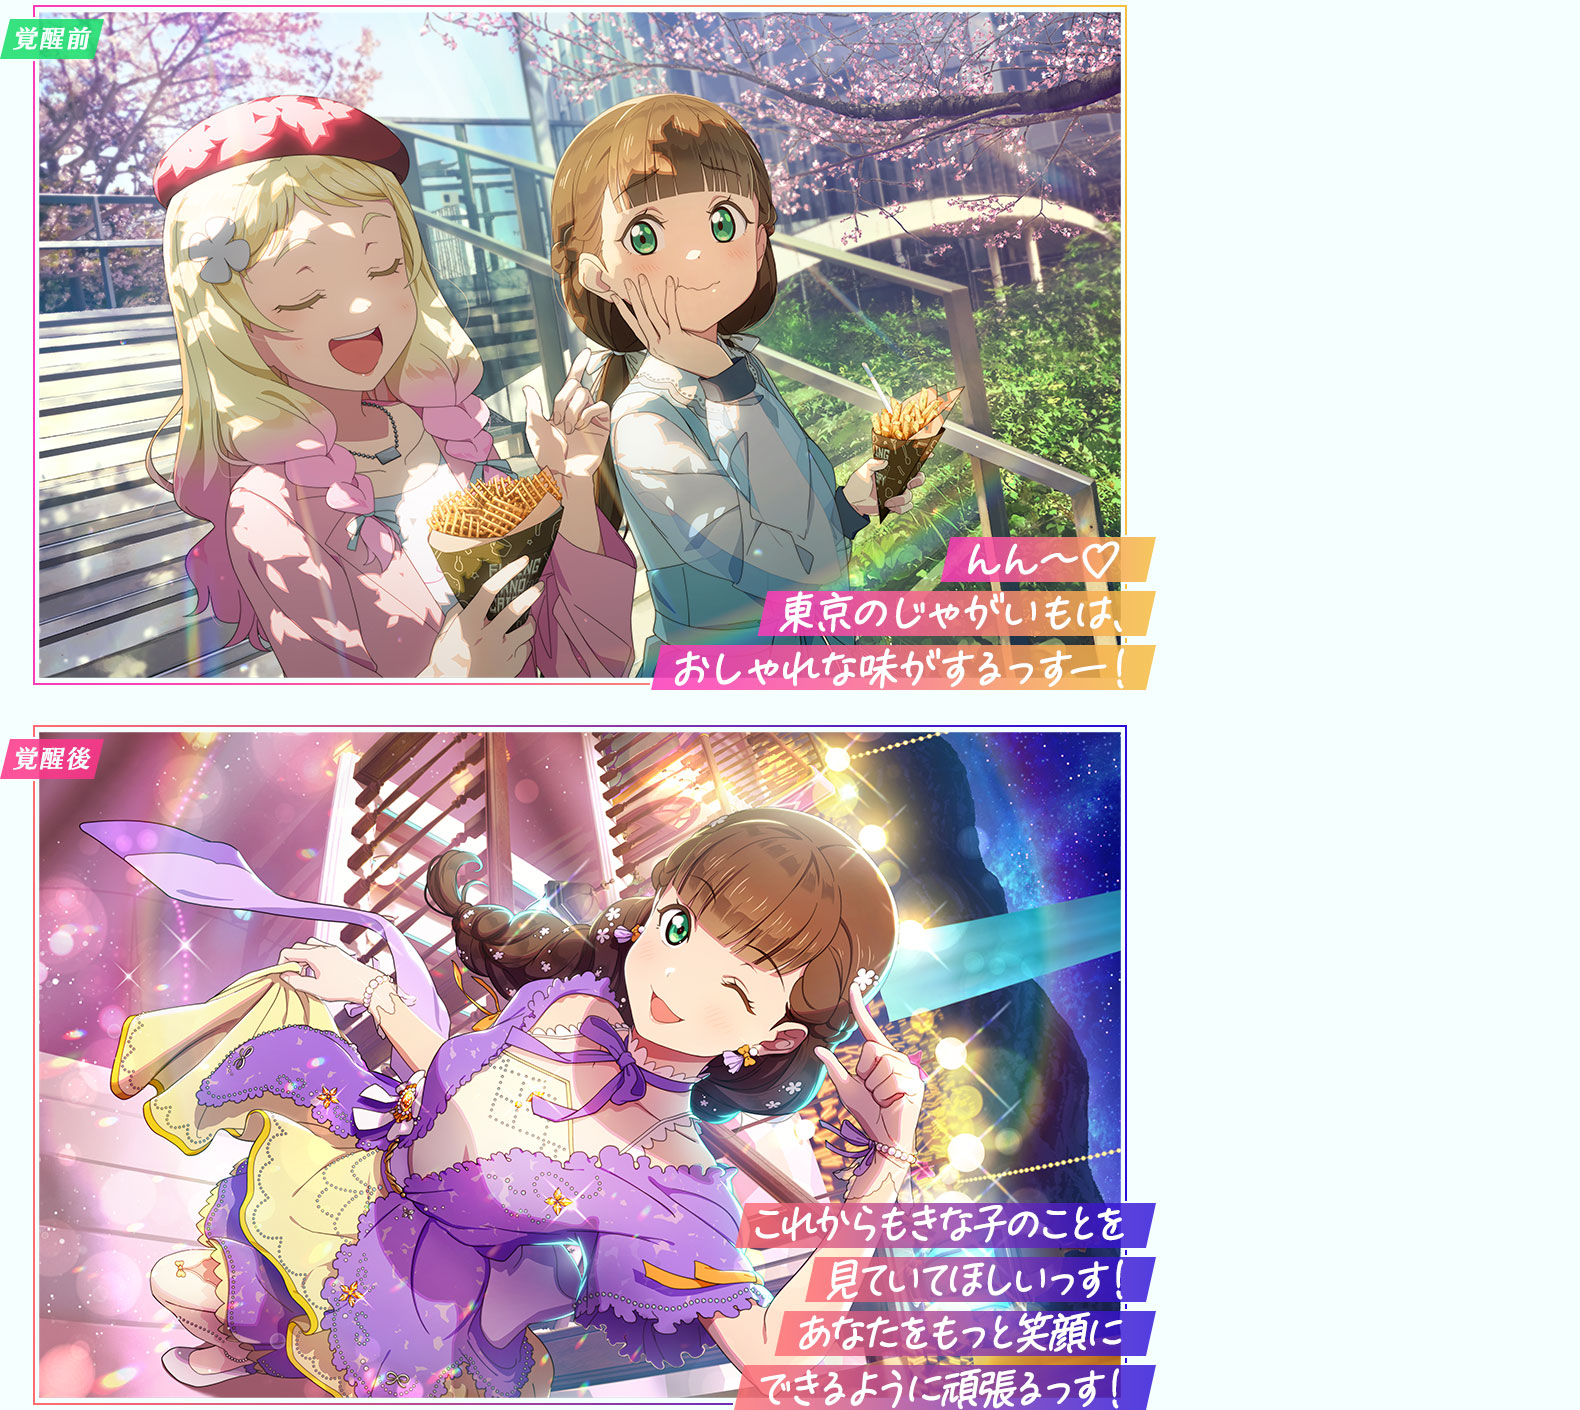 覚醒前
んん～♡
東京のじゃがいもは、
おしゃれな味がするっすー！
覚醒後
これからもきな子のことを
見ていてほしいっす！
あなたをもっと笑顔に
できるように頑張るっす！